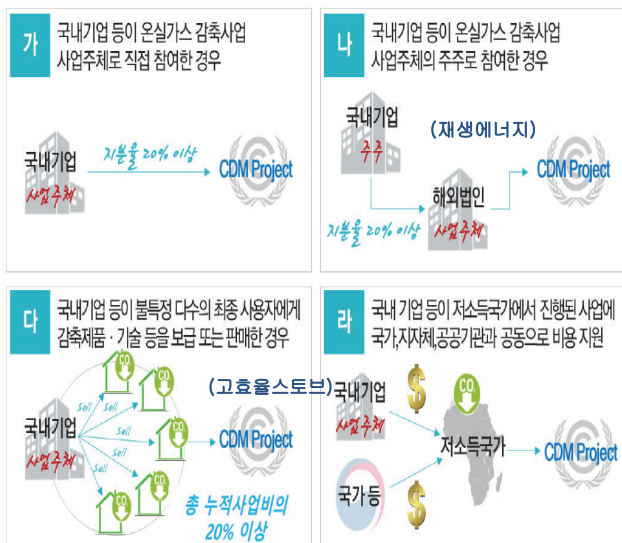 가
국내기업 등이 온실가스 감축사업
사업주체로 직접 참여한 경우
국내기업
사업주체
지분율 20% 이상
CDM Project
나
국내기업 등이 온실가스 감축사업
사업주체의 주주로 참여한 경우
국내기업
주주
(재생에너지)
해외법인
사업주체
지분율 20% 이상
CDM Project
다
국내기업 등이 불특정 다수의 최종 사용자에게
감축제품·기술 등을 보급 또는 판매한 경우
CO
CO
CO
CO
CO
Sell
Sell
Sell
Sell
Sell
국내기업
사업주체
(고효율스토브)
CDM Project
총 누적사업비의
20% 이상
라
국내 기업 등이 저소득국가에서 진행된 사업에
국가,지자체,공공기관과 공동으로 비용 지원
국내기업
사업주체
$
CO
저소득국가
국가 등
$
CDM Project